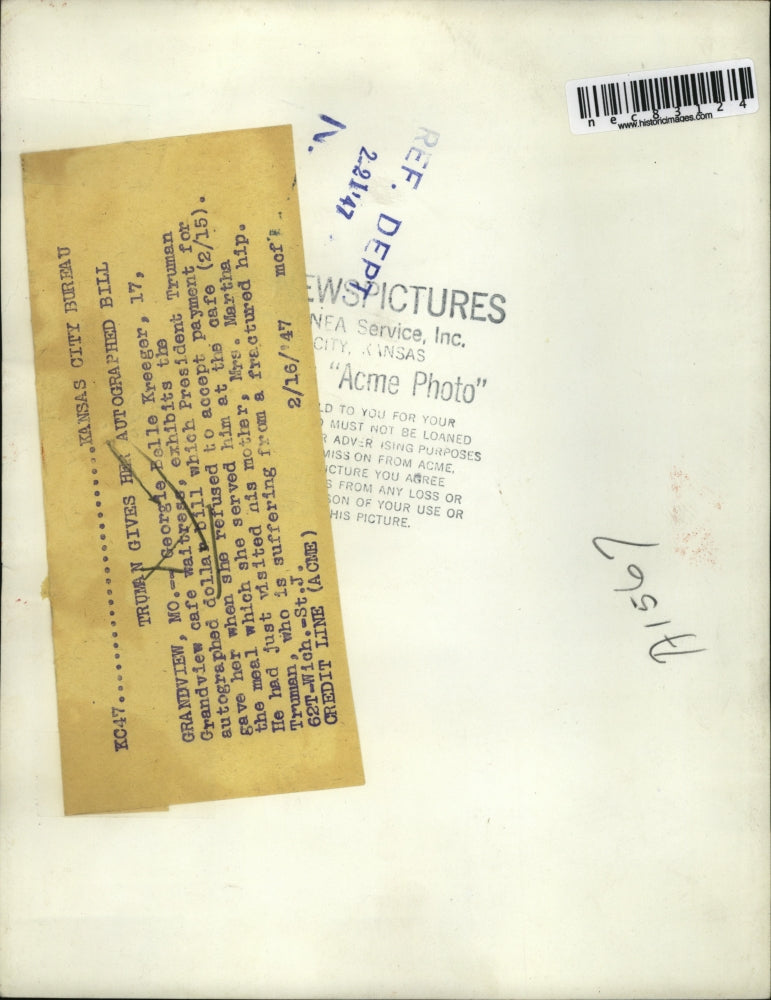 KC47....................KANSAS CITY BUREAU
TRUMAN GIVES HER AUTOGRAPHED BILL
GRANDVIEW, MO.--Georgie Belle Kreeger, 17,
Grandview cafe waitress, exhibits the
autographed dollar bill which President Truman
gave her when she refused to accept payment for
the meal which she served him at the cafe (2/15).
He had just visited his mother, Mrs. Martha
Truman, who is suffering from a fractured hip.
62T-Wich.-St.J. 2/16/47 mcf
CREDIT LINE (ACME)
N.
2-21'47
REF. DEPT
EWSPICTURES
NEA Service, Inc.
CITY, KANSAS
"Acme Photo"
LD TO YOU FOR YOUR
MUST NOT BE LOANED
R ADVERTISING PURPOSES
MISSION FROM ACME.
ICTURE YOU AGREE
S FROM ANY LOSS OR
SON OF YOUR USE OR
HIS PICTURE.
nec83124
www.historicimages.com
A1567